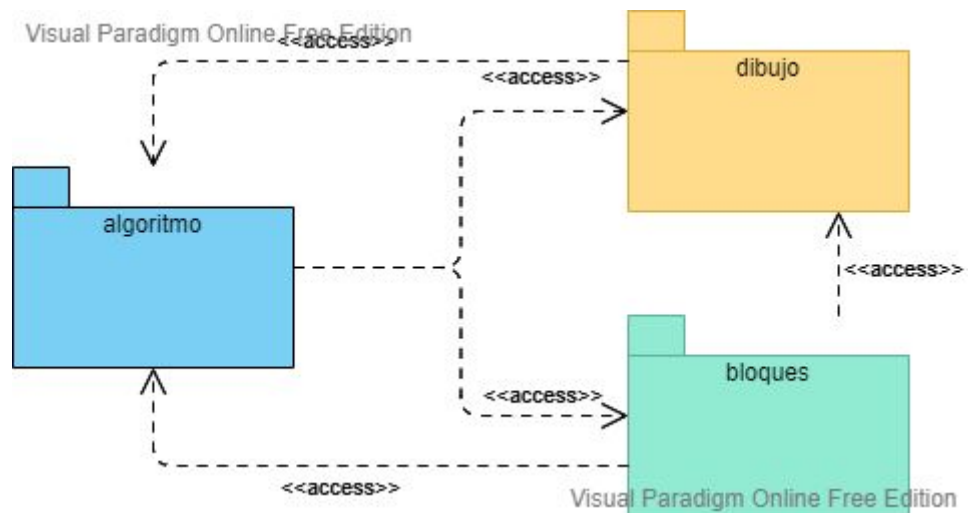 Visual Paradigm Online Free Edition
<<access>>
<<access>>
dibujo
algoritmo
<<access>>
bloques
<<access>>
<<access>>
Visual Paradigm Online Free Edition